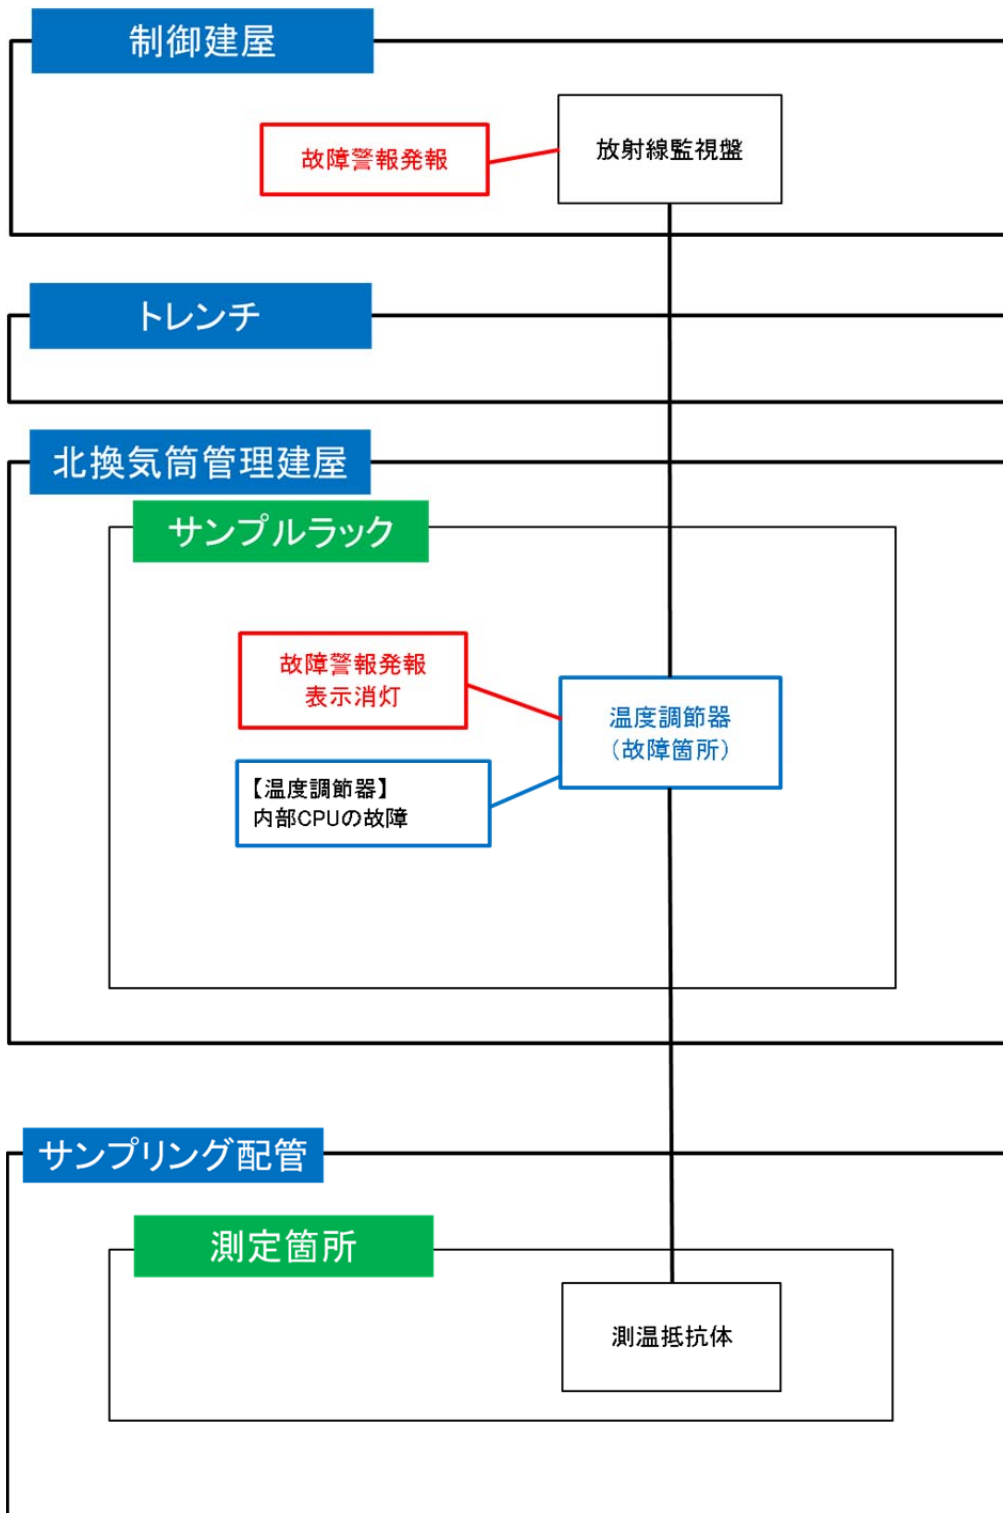 制御建屋
故障警報発報
放射線監視盤
トレンチ
北換気筒管理建屋
サンプルラック
故障警報発報
表示消灯
温度調節器
(故障箇所)
【温度調節器】
内部CPUの故障
サンプリング配管
測定箇所
測温抵抗体